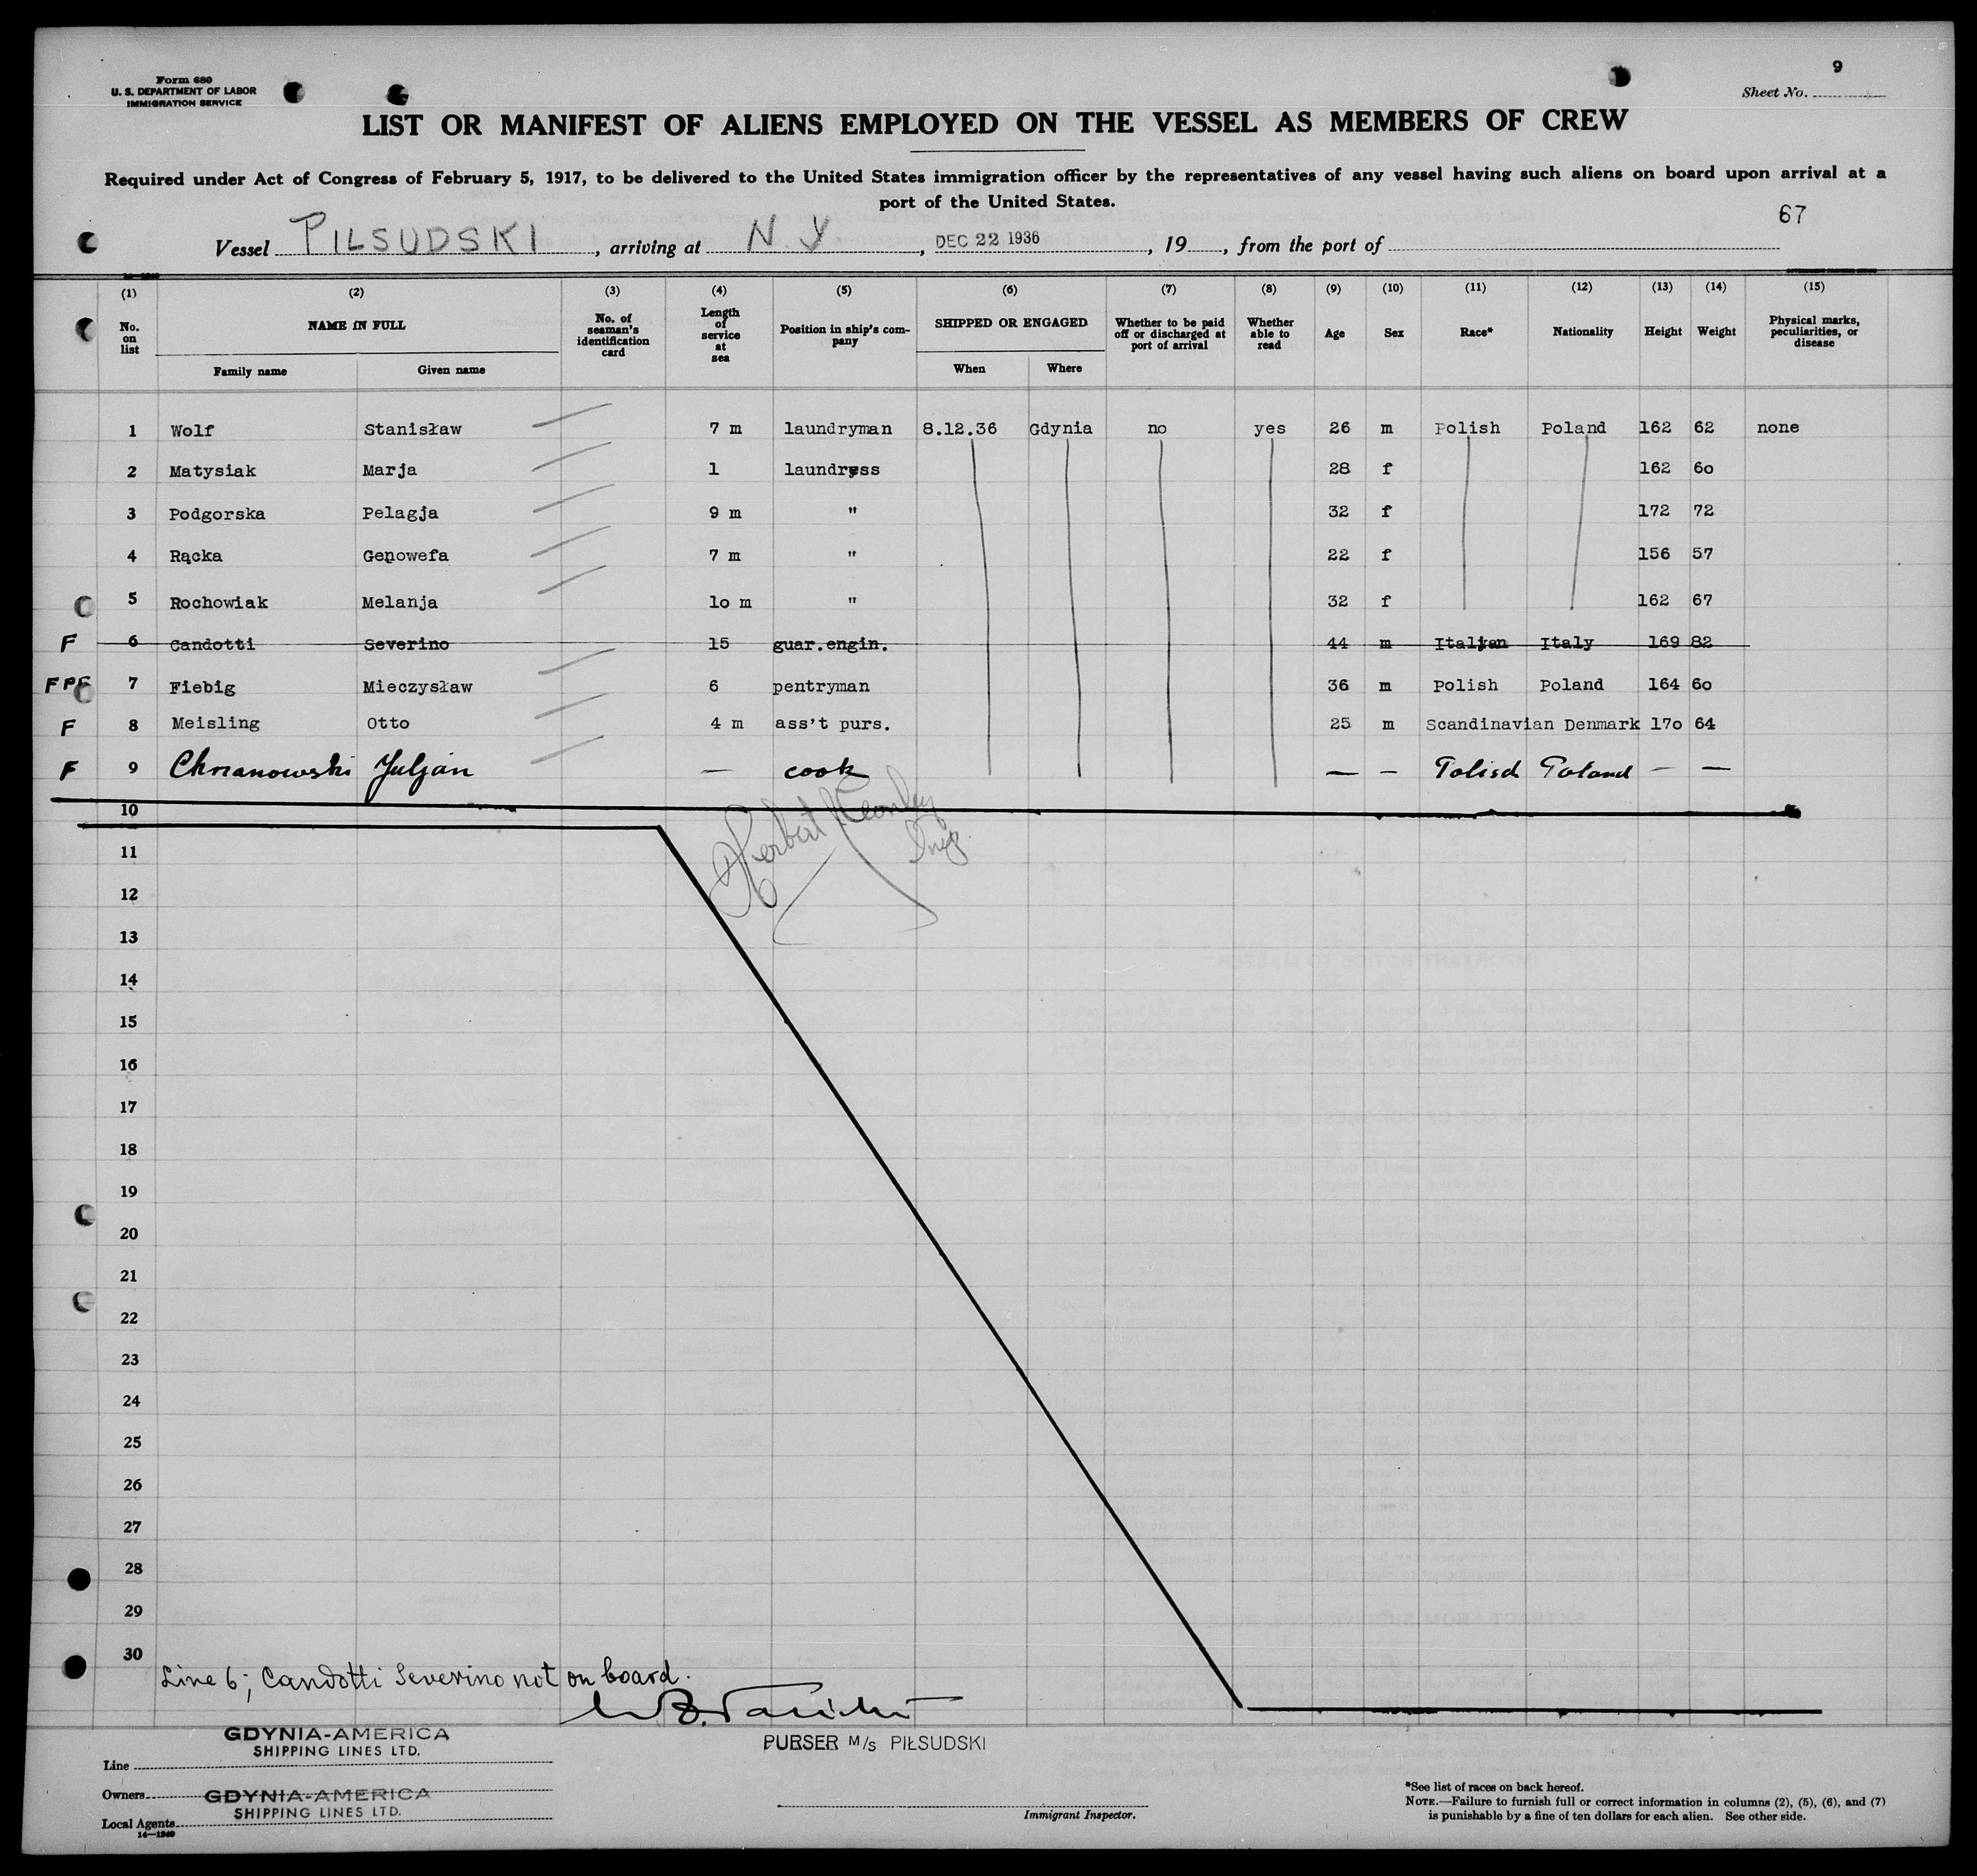 9
Form 680
U. S. DEPARTMENT OF LABOR
IMMIGRATION SERVICE
Sheet No.
LIST OR MANIFEST OF ALIENS EMPLOYED ON THE VESSEL AS MEMBERS OF CREW
Required under Act of Congress of February 5, 1917, to be delivered to the United States immigration officer by the representatives of any vessel having such aliens on board upon arrival at a
port of the United States.
67
Vessel PIŁSUDSKI, arriving at N.Y, DEC 22 1936, 19, from the port of
(1) (2) (3) (4) (5) (6) (7) (8) (9) (10) (11) (12) (13) (14) (15)
No. on list NAME IN FULL No. of seaman's identification card Length of service at sea Position in ship's company SHIPPED OR ENGAGED Whether to be paid off or discharged at port of arrival Whether able to read Age Sex Race* Nationality Height Weight Physical marks, peculiarities, or disease
Family name Given name When Where
1 Wolf Stanisław 7 m laundryman 8.12.36 Gdynia no yes 26 m Polish Poland 162 62 none
2 Matysiak Marja 1 laundress 28 f 162 60
3 Podgorska Pelagja 9 m " 32 f 172 72
4 Rącka Genowefa 7 m " 22 f 156 57
5 Rochowiak Melanja 10 m " 32 f 162 67
F 6 Candotti Severino 15 guar.engin. 44 m Italian Italy 169 82
F 7 Fiebig Mieczysław 6 pentryman 36 m Polish Poland 164 60
F 8 Meisling Otto 4 m ass't purs. 25 m Scandinavian Denmark 170 64
F 9 Chrzanowski Juljan — cook — — Polisd Poland — —
10
11
12
13
14
15
16
17
18
19
20
21
22
23
24
25
26
27
28
29
30
Line 6; Candotti Severino not on board.
GDYNIA-AMERICA
SHIPPING LINES LTD.
PURSER M/s PIŁSUDSKI
Line
Owners GDYNIA-AMERICA
SHIPPING LINES LTD.
Local Agents
14—1240
Immigrant Inspector.
*See list of races on back hereof.
NOTE.—Failure to furnish full or correct information in columns (2), (5), (6), and (7)
is punishable by a fine of ten dollars for each alien. See other side.